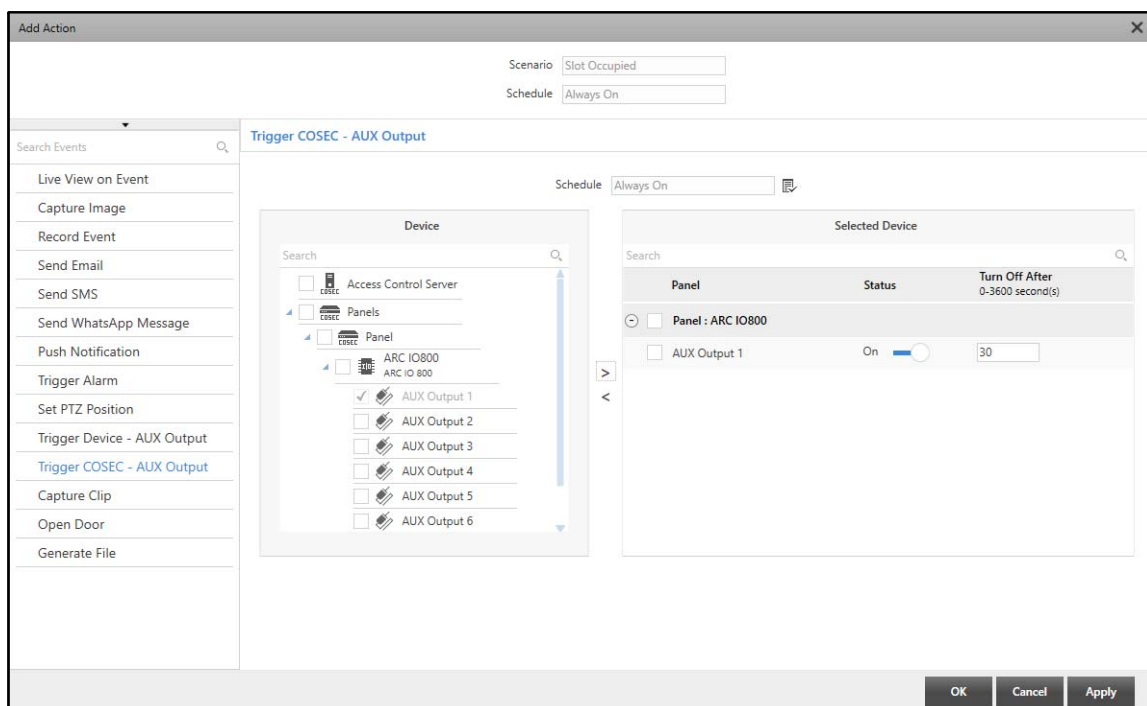 Add Action
Scenario Slot Occupied
Schedule Always On
Search Events
Live View on Event
Capture Image
Record Event
Send Email
Send SMS
Send WhatsApp Message
Push Notification
Trigger Alarm
Set PTZ Position
Trigger Device - AUX Output
Trigger COSEC - AUX Output
Capture Clip
Open Door
Generate File
Trigger COSEC - AUX Output
Schedule Always On
Device
Search
COSEC Access Control Server
COSEC Panels
COSEC Panel
IO ARC IO800
ARC IO 800
AUX Output 1
AUX Output 2
AUX Output 3
AUX Output 4
AUX Output 5
AUX Output 6
>
<
Selected Device
Search
Panel Status Turn Off After
0-3600 second(s)
Panel : ARC IO800
AUX Output 1 On 30
OK Cancel Apply